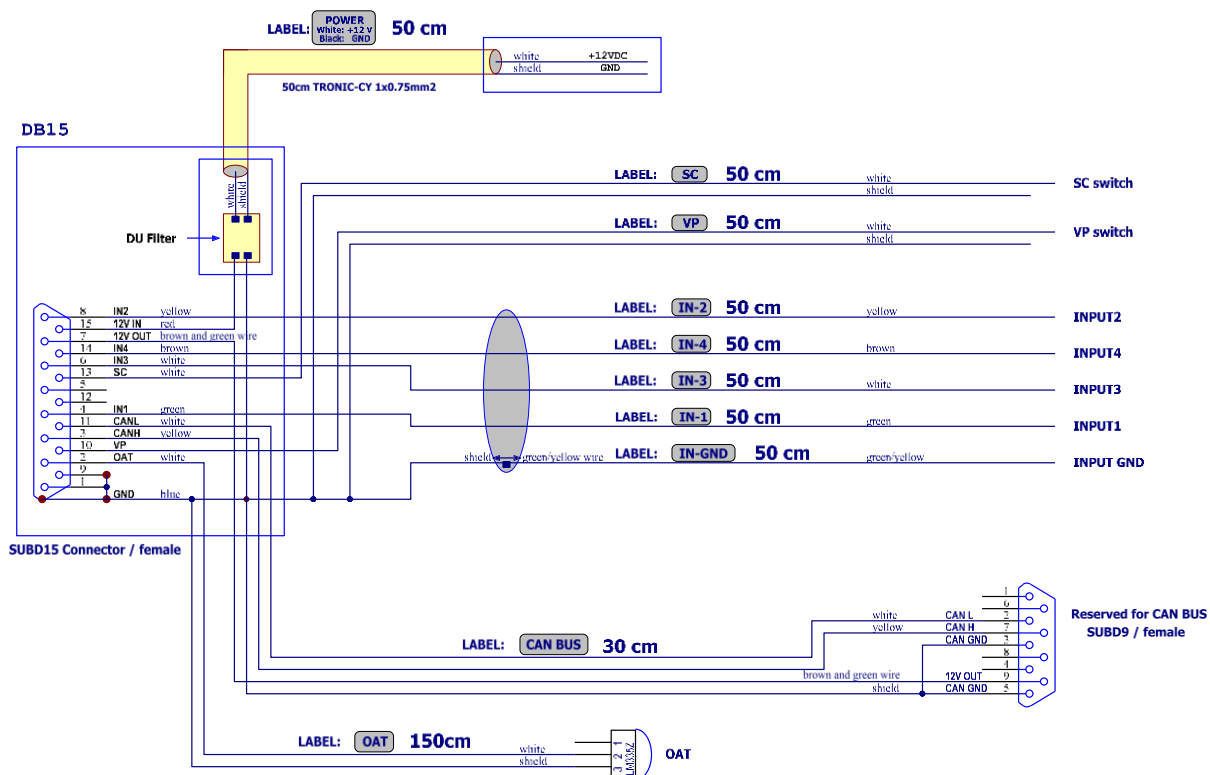 LABEL: POWER 50 cm
White: +12 V
Black: GND
white +12VDC
shield GND
50cm TRONIC-CY 1x0.75mm2
DB15
white
shield
DU Filter
LABEL: SC 50 cm white SC switch
shield
LABEL: VP 50 cm white VP switch
shield
LABEL: IN-2 50 cm yellow INPUT2
LABEL: IN-4 50 cm brown INPUT4
LABEL: IN-3 50 cm white INPUT3
LABEL: IN-1 50 cm green INPUT1
shield green/yellow wire LABEL: IN-GND 50 cm green/yellow INPUT GND
8 IN2 yellow
15 12V IN red
7 12V OUT brown and green wire
14 IN4 brown
6 IN3 white
13 SC white
5
12
4 IN1 green
11 CANL white
3 CANH yellow
10 VP
2 OAT white
9
1
GND blue
SUBD15 Connector / female
LABEL: CAN BUS 30 cm
1
6
white CAN L 2
yellow CAN H 7
CAN GND 3
8
4
brown and green wire 12V OUT 9
shield CAN GND 5
Reserved for CAN BUS
SUBD9 / female
LABEL: OAT 150cm
1
white 2
shield 3
LM335Z
OAT